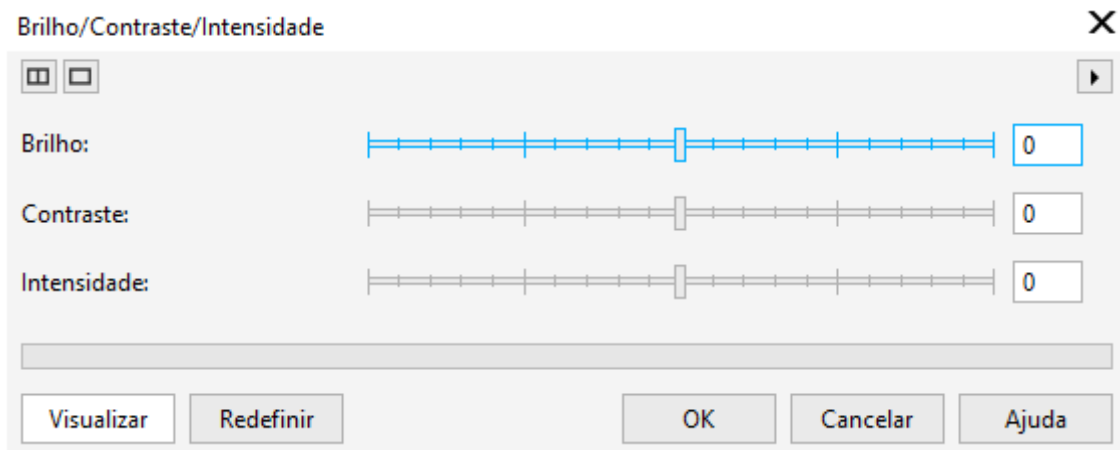 Brilho/Contraste/Intensidade
Brilho: 0
Contraste: 0
Intensidade: 0
Visualizar Redefinir OK Cancelar Ajuda